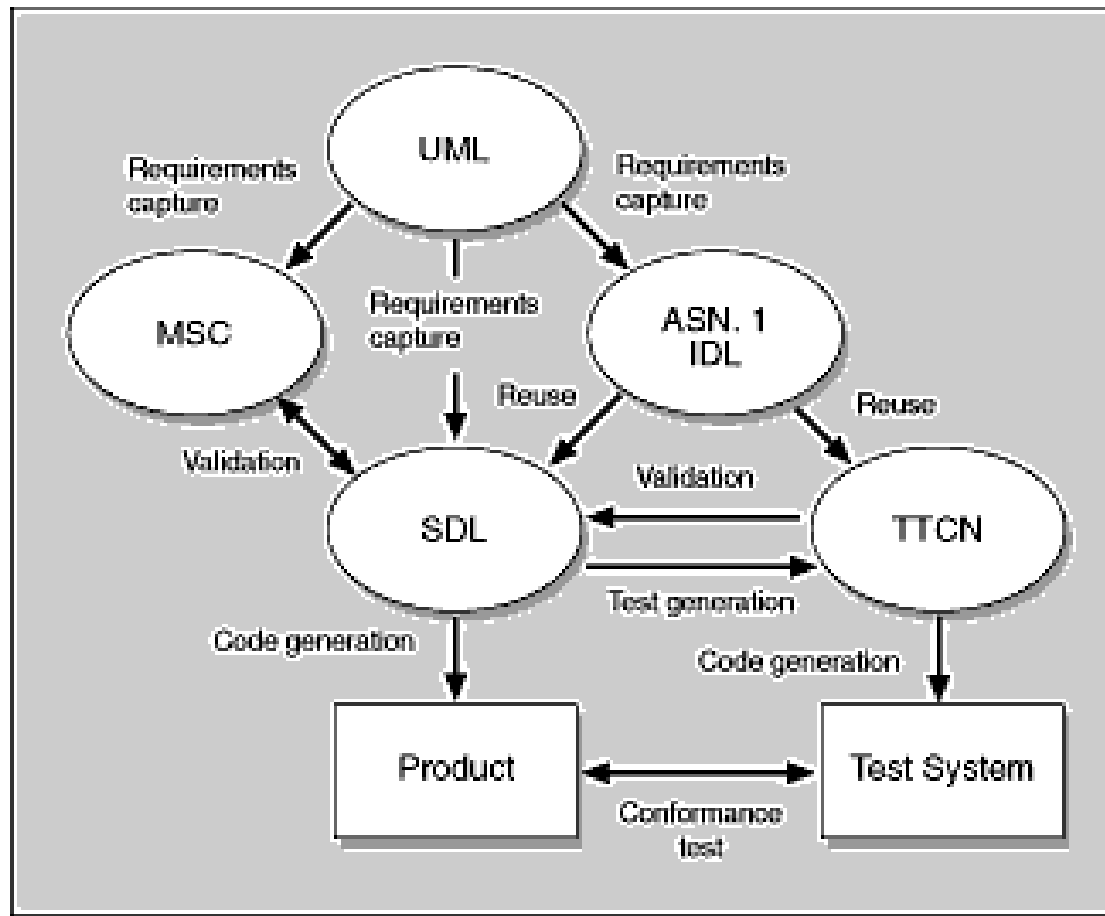 UML
Requirements
capture
Requirements
capture
MSC
Requirements
capture
ASN. 1
IDL
Reuse
Reuse
Validation
Validation
SDL
TTCN
Test generation
Code generation
Code generation
Product
Test System
Conformance
test